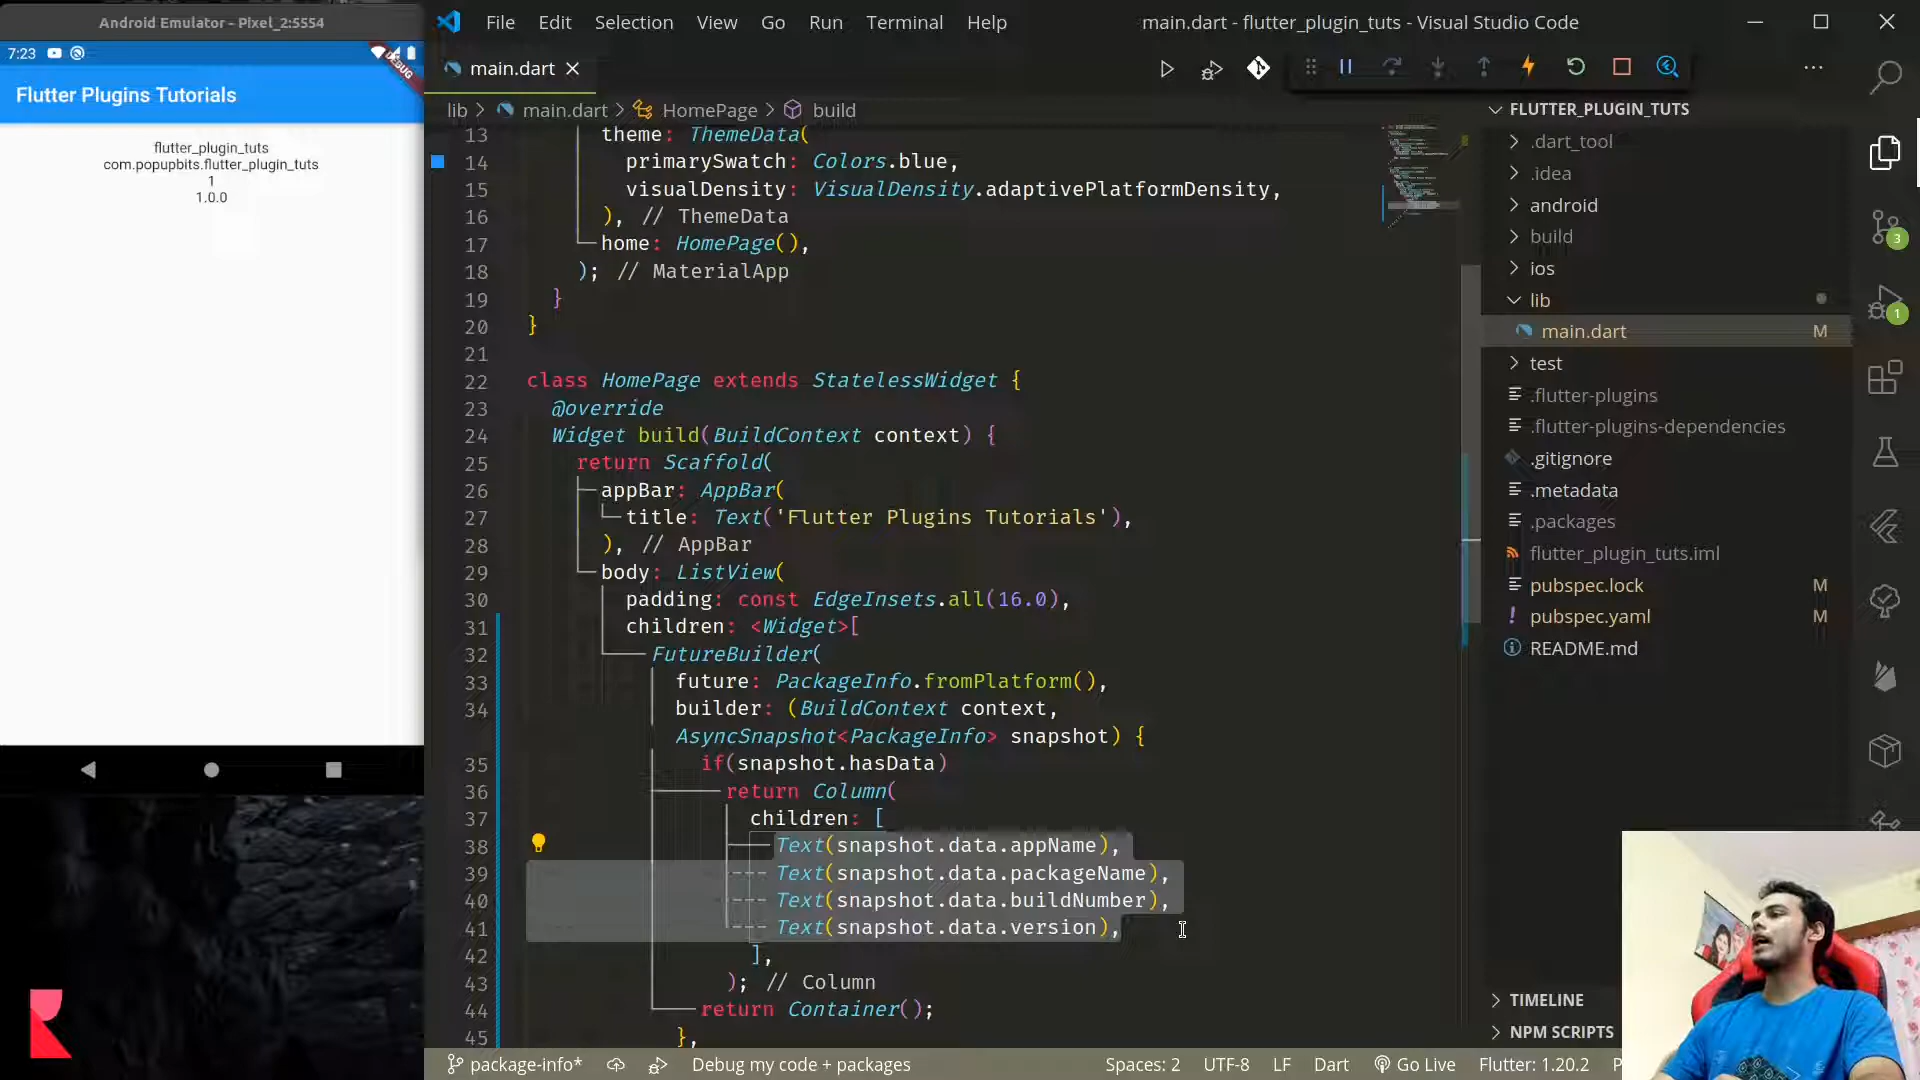 Android Emulator - Pixel_2:5554
7:23
DEBUG
Flutter Plugins Tutorials
flutter_plugin_tuts
com.popupbits.flutter_plugin_tuts
1
1.0.0
File Edit Selection View Go Run Terminal Help
main.dart - flutter_plugin_tuts - Visual Studio Code
main.dart
lib > main.dart > HomePage > build
13 theme: ThemeData(
14 primarySwatch: Colors.blue,
15 visualDensity: VisualDensity.adaptivePlatformDensity,
16 ), // ThemeData
17 home: HomePage(),
18 ); // MaterialApp
19 }
20 }
21
22 class HomePage extends StatelessWidget {
23 @override
24 Widget build(BuildContext context) {
25 return Scaffold(
26 appBar: AppBar(
27 title: Text('Flutter Plugins Tutorials'),
28 ), // AppBar
29 body: ListView(
30 padding: const EdgeInsets.all(16.0),
31 children: <Widget>[
32 FutureBuilder(
33 future: PackageInfo.fromPlatform(),
34 builder: (BuildContext context,
AsyncSnapshot<PackageInfo> snapshot) {
35 if(snapshot.hasData)
36 return Column(
37 children: [
38 Text(snapshot.data.appName),
39 Text(snapshot.data.packageName),
40 Text(snapshot.data.buildNumber),
41 Text(snapshot.data.version),
42 ],
43 ); // Column
44 return Container();
45 },
FLUTTER_PLUGIN_TUTS
.dart_tool
.idea
android
build
ios
lib
main.dart M
test
.flutter-plugins
.flutter-plugins-dependencies
.gitignore
.metadata
.packages
flutter_plugin_tuts.iml
pubspec.lock M
pubspec.yaml M
README.md
TIMELINE
NPM SCRIPTS
3
1
package-info* Debug my code + packages Spaces: 2 UTF-8 LF Dart Go Live Flutter: 1.20.2